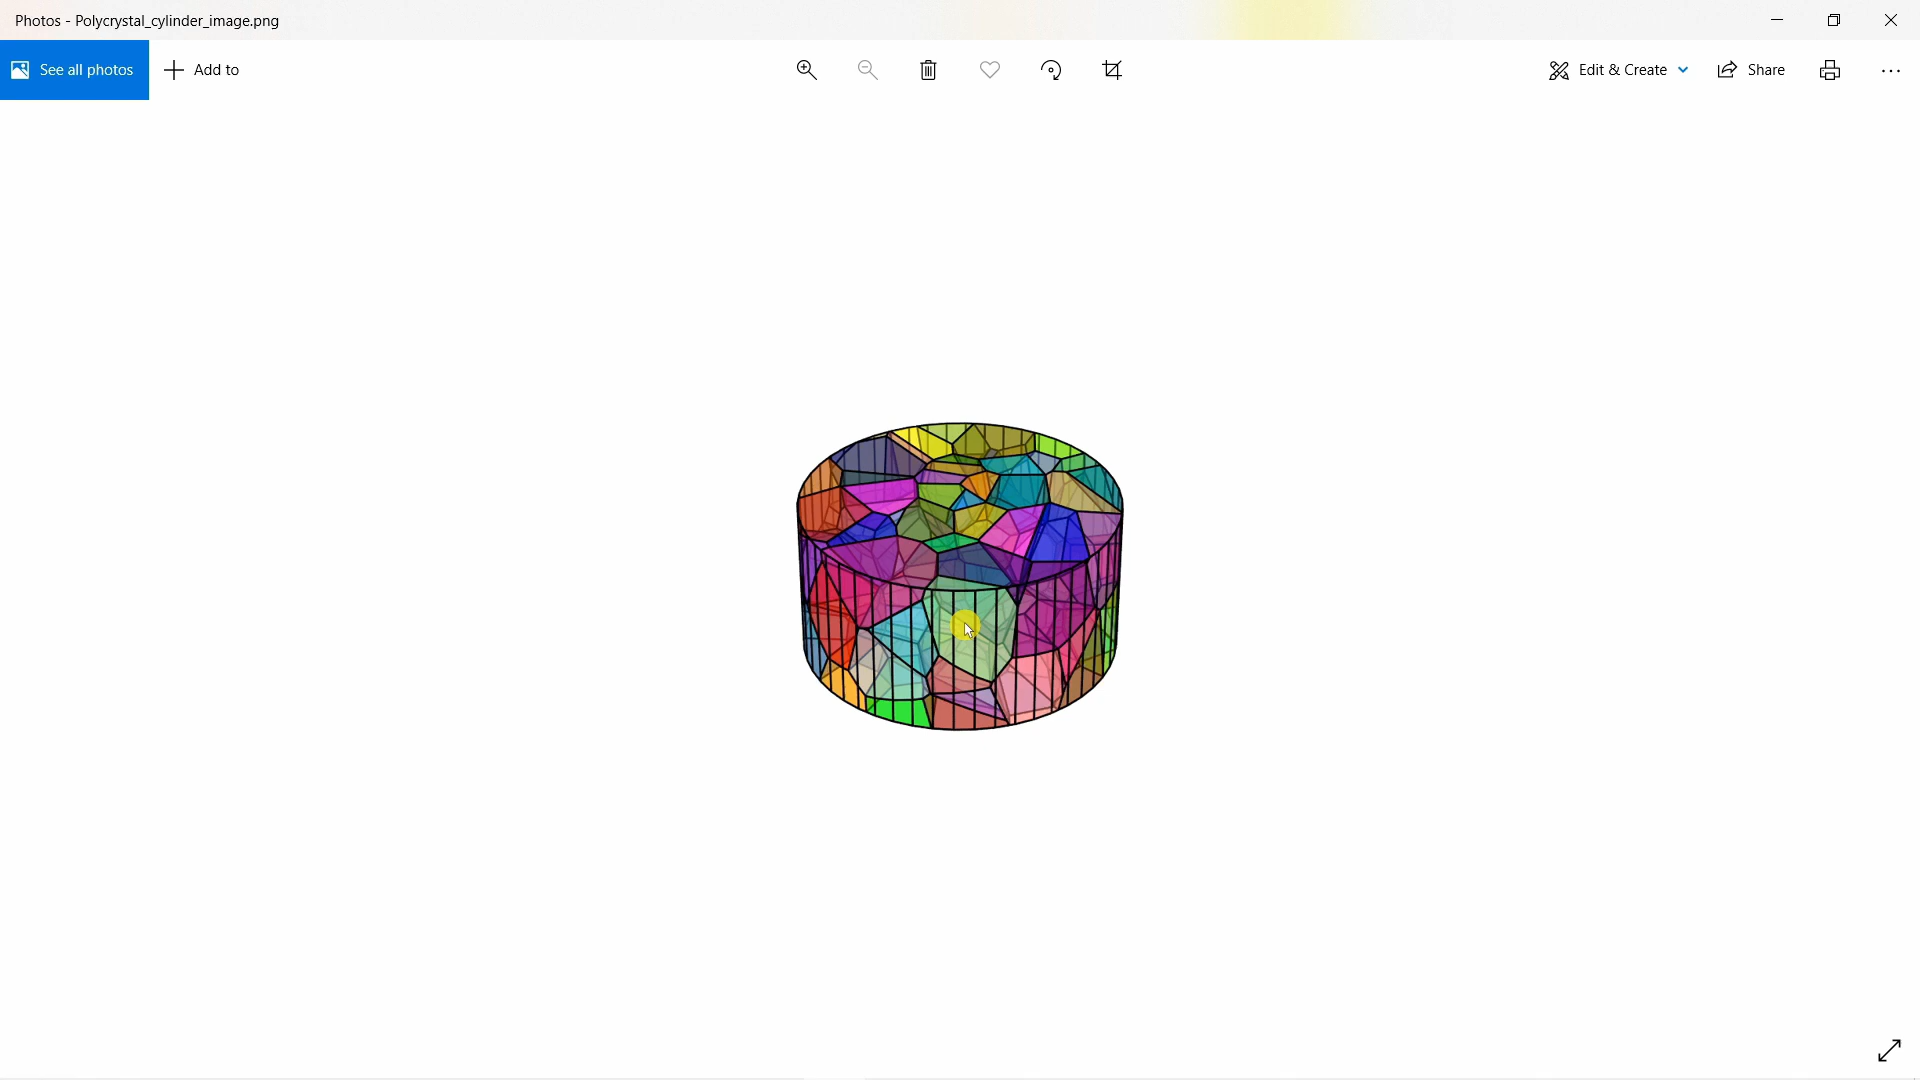 Photos - Polycrystal_cylinder_image.png
See all photos
Add to
Edit & Create
Share